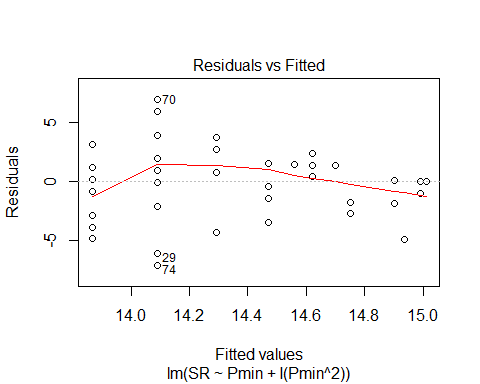 Residuals vs Fitted
Residuals
5
0
-5
70
29
74
14.0 14.2 14.4 14.6 14.8 15.0
Fitted values
lm(SR ~ Pmin + I(Pmin^2))